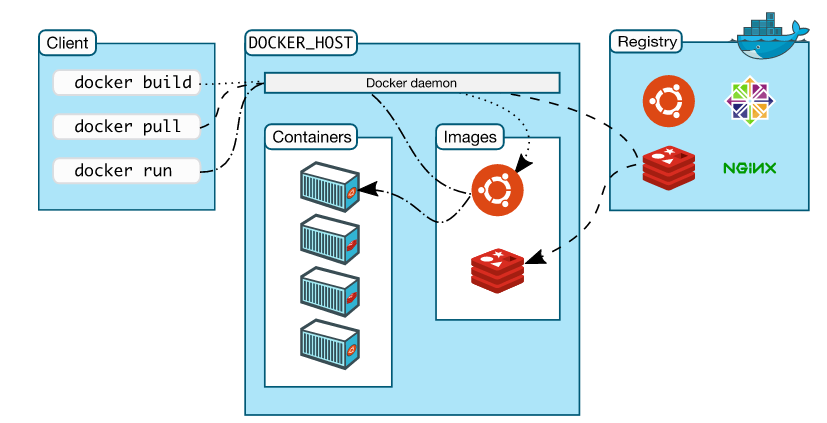 Client
docker build
docker pull
docker run
DOCKER_HOST
Docker daemon
Containers
Images
Registry
NGiNX